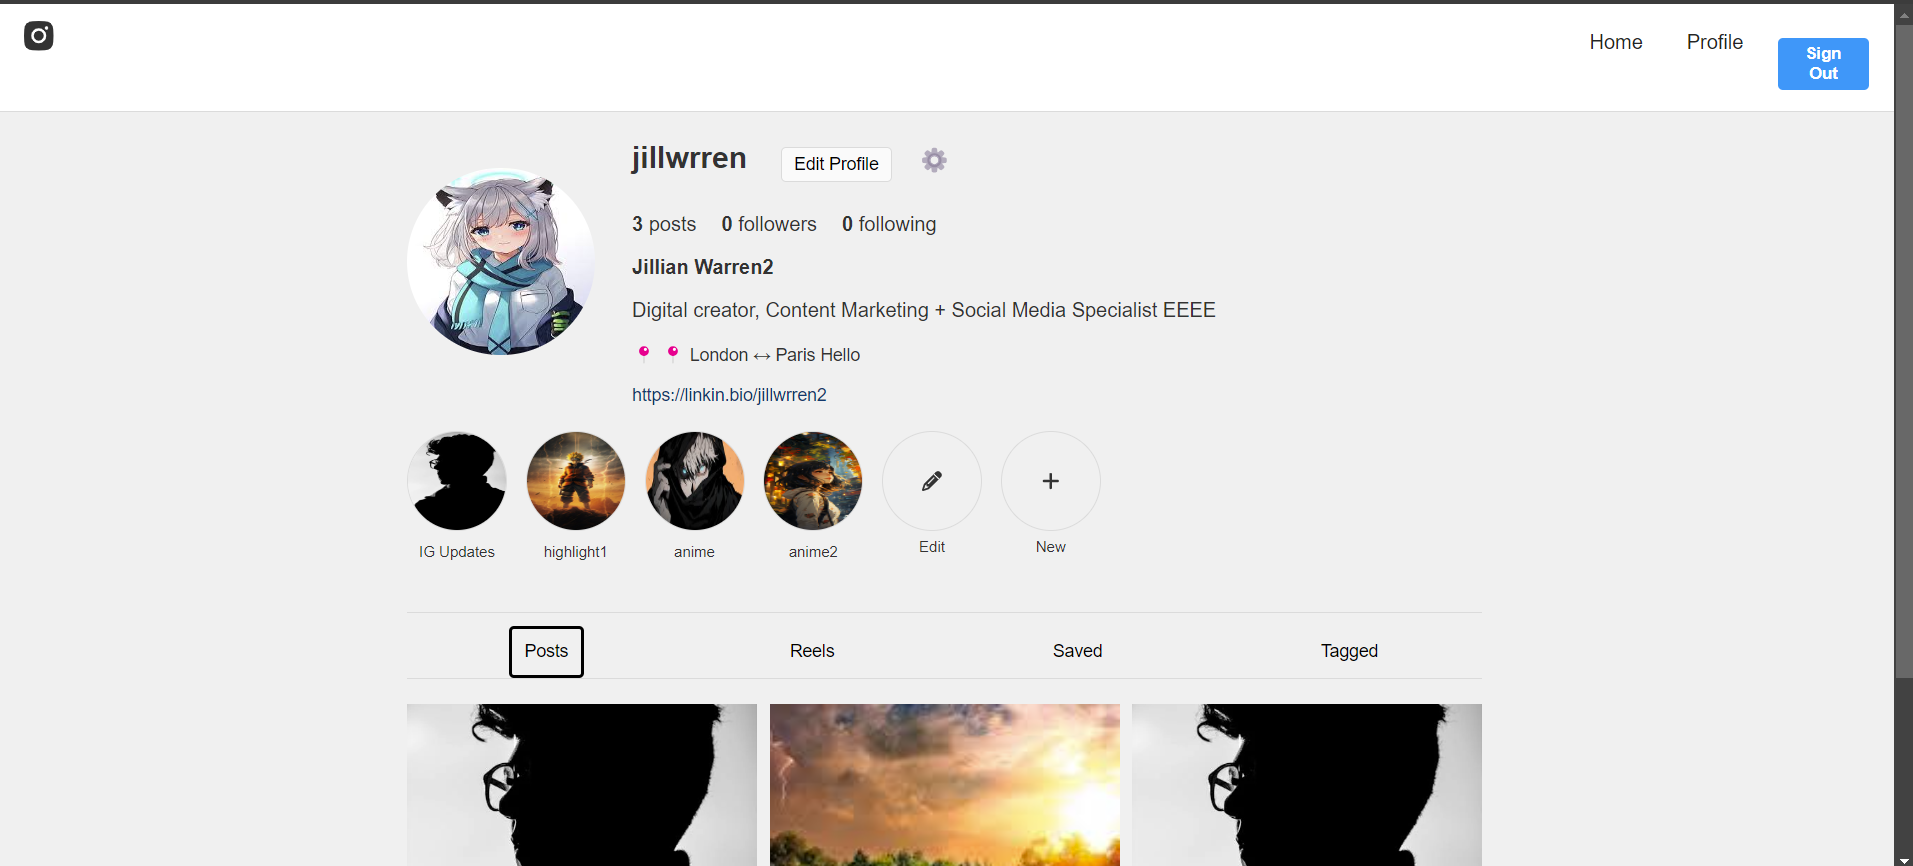 Home Profile Sign
Out
jillwrren Edit Profile
3 posts 0 followers 0 following
Jillian Warren2
Digital creator, Content Marketing + Social Media Specialist EEEE
London ↔ Paris Hello
https://linkin.bio/jillwrren2
IG Updates highlight1 anime anime2 Edit New
Posts Reels Saved Tagged